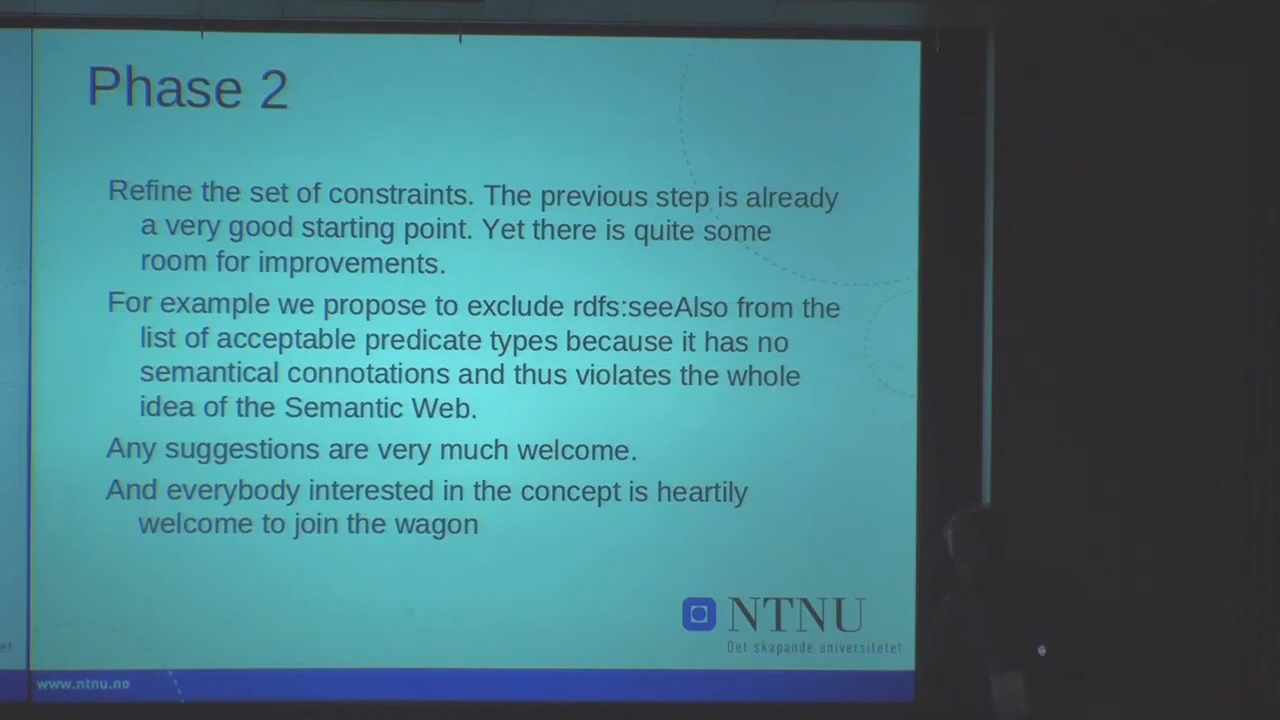 Phase 2
Refine the set of constraints. The previous step is already
a very good starting point. Yet there is quite some
room for improvements.
For example we propose to exclude rdfs:seeAlso from the
list of acceptable predicate types because it has no
semantical connotations and thus violates the whole
idea of the Semantic Web.
Any suggestions are very much welcome.
And everybody interested in the concept is heartily
welcome to join the wagon
NTNU
Det skapande universitetet
www.ntnu.no